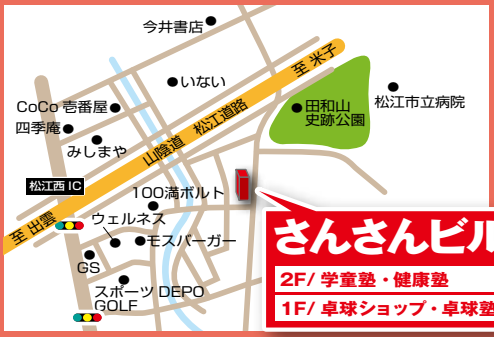 今井書店
至 米子
いない
田和山
史跡公園
松江市立病院
CoCo 壱番屋
四季庵
みしまや
山陰道 松江道路
松江西 IC
100満ボルト
至 出雲
ウェルネス
モスバーガー
GS
スポーツ DEPO
GOLF
さんさんビル
2F/ 学童塾・健康塾
1F/ 卓球ショップ・卓球塾